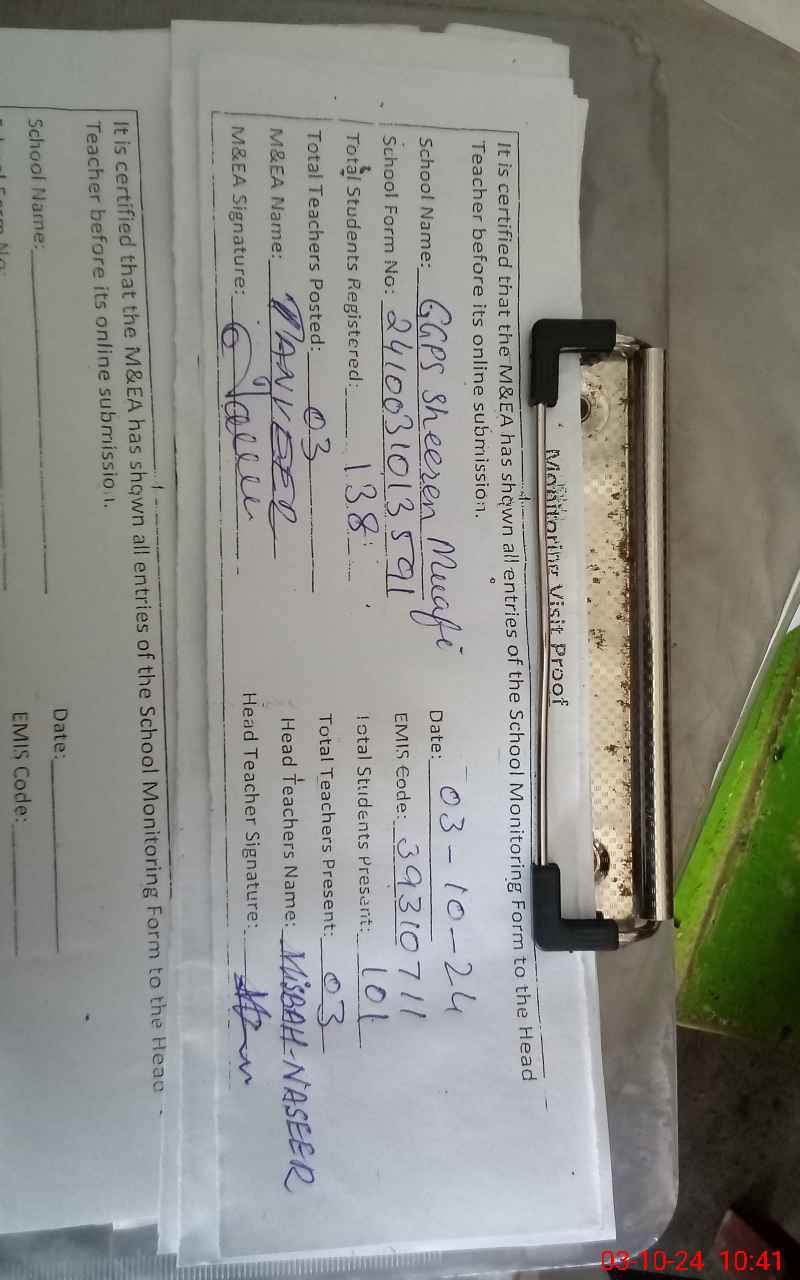 Monitoring Visit Proof
It is certified that the M&EA has shown all entries of the School Monitoring Form to the Head
Teacher before its online submission.
School Name: GGPS Sheeren Muafi Date: 03-10-24
School Form No: 2410031013591 EMIS Code: 39310711
Total Students Registered: 138 Total Students Present: 101
Total Teachers Posted: 03 Total Teachers Present: 03
M&EA Name: TANVEER Head Teachers Name: MISBAH-NASEER
M&EA Signature: Head Teacher Signature:
It is certified that the M&EA has shown all entries of the School Monitoring Form to the Head
Teacher before its online submission.
School Name: Date:
School Form No: EMIS Code:
03-10-24 10:41